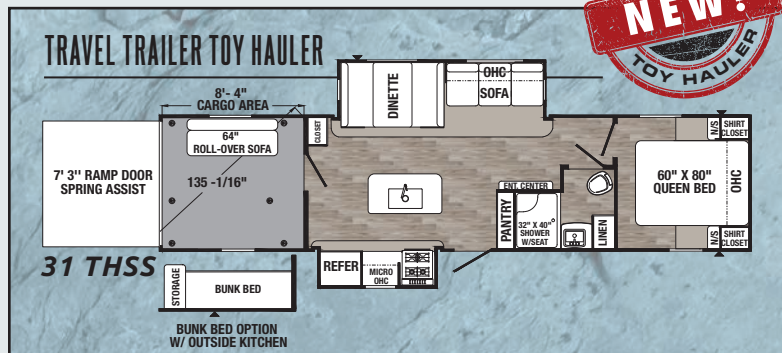 NEW!
TOY HAULER
TRAVEL TRAILER TOY HAULER
8'- 4"
CARGO AREA
64"
ROLL-OVER SOFA
135 -1/16"
7' 3" RAMP DOOR
SPRING ASSIST
CLOSET
DINETTE
OHC
SOFA
ENT. CENTER
PANTRY
32" X 40"
SHOWER
W/SEAT
LINEN
N/S
SHIRT
CLOSET
60" X 80"
QUEEN BED
OHC
N/S
SHIRT
CLOSET
REFER
MICRO
OHC
31 THSS
STORAGE
BUNK BED
BUNK BED OPTION
W/ OUTSIDE KITCHEN